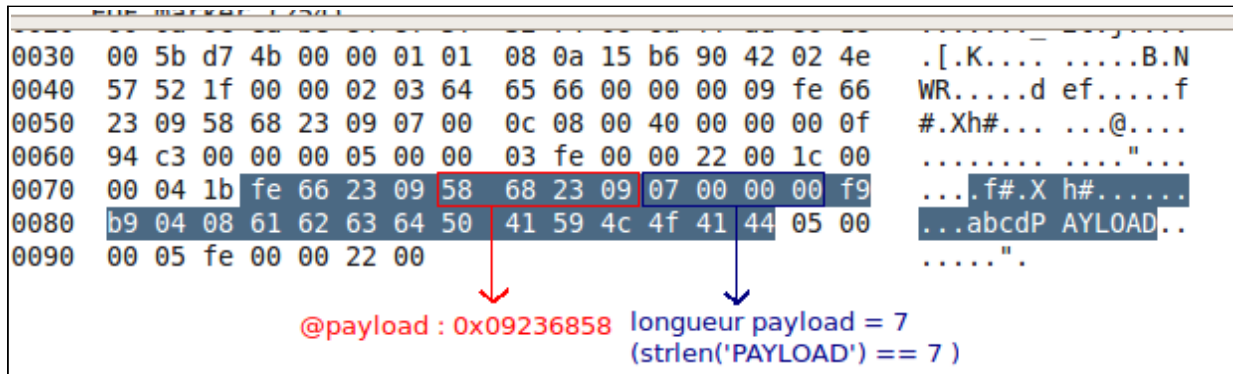 0030 00 5b d7 4b 00 00 01 01 08 0a 15 b6 90 42 02 4e .[.K.... .....B.N
0040 57 52 1f 00 00 02 03 64 65 66 00 00 00 09 fe 66 WR.....d ef.....f
0050 23 09 58 68 23 09 07 00 0c 08 00 40 00 00 00 0f #.Xh#... ...@....
0060 94 c3 00 00 00 05 00 00 03 fe 00 00 22 00 1c 00 ........ ...."...
0070 00 04 1b fe 66 23 09 58 68 23 09 07 00 00 00 f9 ....f#.X h#......
0080 b9 04 08 61 62 63 64 50 41 59 4c 4f 41 44 05 00 ...abcdP AYLOAD..
0090 00 05 fe 00 00 22 00 .....".
@payload : 0x09236858
longueur payload = 7
(strlen('PAYLOAD') == 7 )